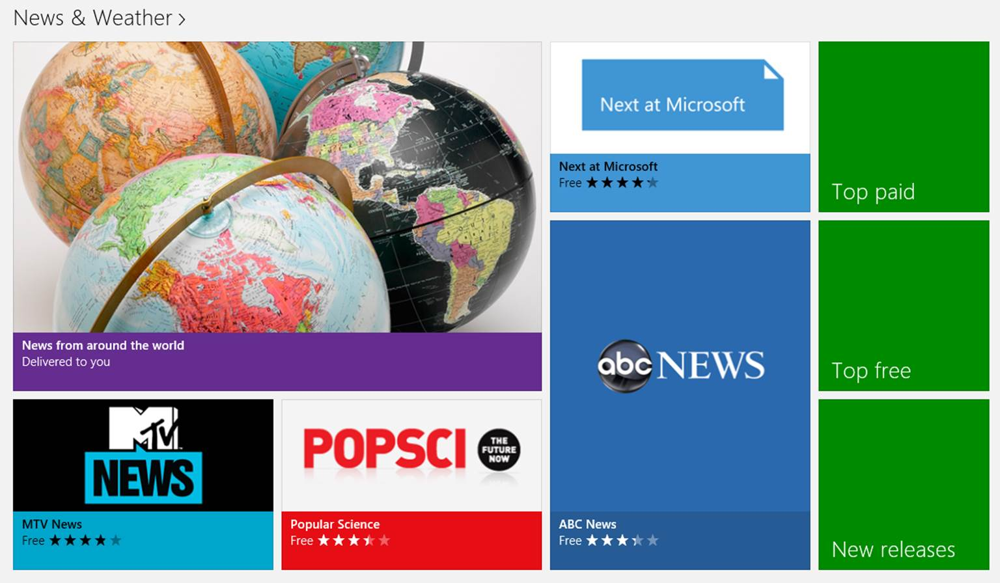 News & Weather
News from around the world
Delivered to you
MTV
NEWS
MTV News
Free
POPSCI
THE
FUTURE
NOW
Popular Science
Free
Next at Microsoft
Next at Microsoft
Free
abc NEWS
ABC News
Free
Top paid
Top free
New releases